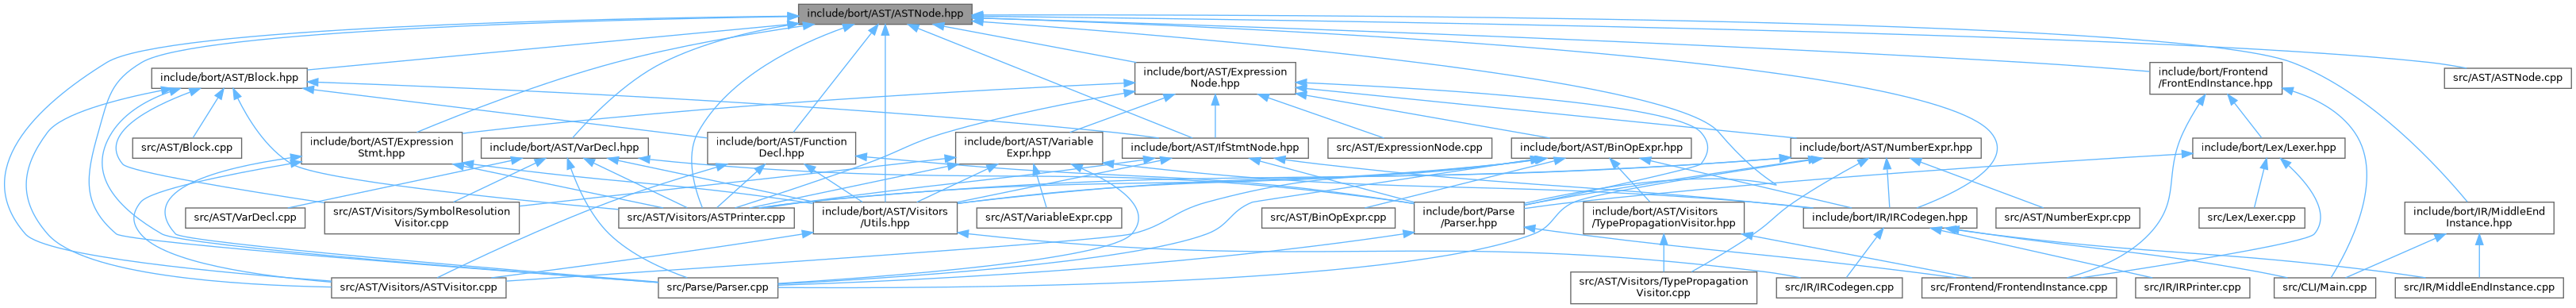 include/bort/AST/ASTNode.hpp
include/bort/AST/Block.hpp
include/bort/AST/Expression
Node.hpp
include/bort/Frontend
/FrontEndInstance.hpp
src/AST/ASTNode.cpp
src/AST/Block.cpp
include/bort/AST/Expression
Stmt.hpp
include/bort/AST/VarDecl.hpp
include/bort/AST/Function
Decl.hpp
include/bort/AST/Variable
Expr.hpp
include/bort/AST/IfStmtNode.hpp
src/AST/ExpressionNode.cpp
include/bort/AST/BinOpExpr.hpp
include/bort/AST/NumberExpr.hpp
include/bort/Lex/Lexer.hpp
src/AST/VarDecl.cpp
src/AST/Visitors/SymbolResolution
Visitor.cpp
src/AST/Visitors/ASTPrinter.cpp
include/bort/AST/Visitors
/Utils.hpp
src/AST/VariableExpr.cpp
src/AST/BinOpExpr.cpp
include/bort/Parse
/Parser.hpp
include/bort/AST/Visitors
/TypePropagationVisitor.hpp
include/bort/IR/IRCodegen.hpp
src/AST/NumberExpr.cpp
src/Lex/Lexer.cpp
include/bort/IR/MiddleEnd
Instance.hpp
src/AST/Visitors/ASTVisitor.cpp
src/Parse/Parser.cpp
src/AST/Visitors/TypePropagation
Visitor.cpp
src/IR/IRCodegen.cpp
src/Frontend/FrontendInstance.cpp
src/IR/IRPrinter.cpp
src/CLI/Main.cpp
src/IR/MiddleEndInstance.cpp